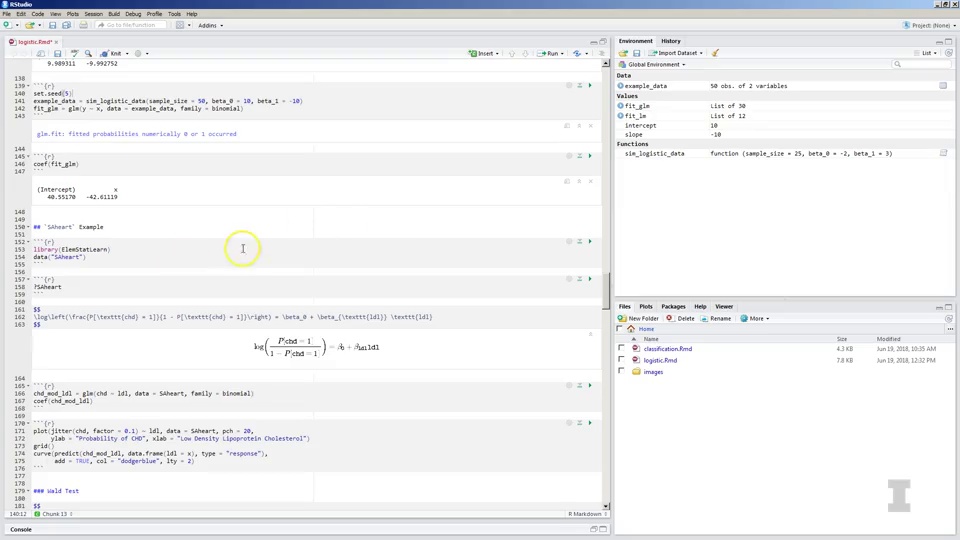 RStudio
File Edit Code View Plots Session Build Debug Profile Tools Help
Go to file/function
Addins
Project: (None)
logistic.Rmd*
Knit
Insert
Run
9.989311 -9.992752
138
139 ```{r}
140 set.seed(5)
141 example_data = sim_logistic_data(sample_size = 50, beta_0 = 10, beta_1 = -10)
142 fit_glm = glm(y ~ x, data = example_data, family = binomial)
143 ```
glm.fit: fitted probabilities numerically 0 or 1 occurred
144
145 ```{r}
146 coef(fit_glm)
147 ```
(Intercept) x
40.55170 -42.61119
148
149
150 ## `SAheart` Example
151
152 ```{r}
153 library(ElemStatLearn)
154 data("SAheart")
155 ```
156
157 ```{r}
158 ?SAheart
159 ```
160
161 $$
162 \log\left(\frac{P[\texttt{chd} = 1]}{1 - P[\texttt{chd} = 1]}\right) = \beta_0 + \beta_{\texttt{ldl}} \texttt{ldl}
163 $$
log( P[chd = 1] / 1 − P[chd = 1] ) = β0 + βldl ldl
164
165 ```{r}
166 chd_mod_ldl = glm(chd ~ ldl, data = SAheart, family = binomial)
167 coef(chd_mod_ldl)
168 ```
169
170 ```{r}
171 plot(jitter(chd, factor = 0.1) ~ ldl, data = SAheart, pch = 20,
172 ylab = "Probability of CHD", xlab = "Low Density Lipoprotein Cholesterol")
173 grid()
174 curve(predict(chd_mod_ldl, data.frame(ldl = x), type = "response"),
175 add = TRUE, col = "dodgerblue", lty = 2)
176 ```
177
178
179 ### Wald Test
180
181 $$
140:12 Chunk 13 R Markdown
Console
Environment History
Import Dataset List
Global Environment
Data
example_data 50 obs. of 2 variables
Values
fit_glm List of 30
fit_lm List of 12
intercept 10
slope -10
Functions
sim_logistic_data function (sample_size = 25, beta_0 = -2, beta_1 = 3)
Files Plots Packages Help Viewer
New Folder Delete Rename More
Home
Name Size Modified
classification.Rmd 4.3 KB Jun 19, 2018, 10:35 AM
logistic.Rmd 7.8 KB Jun 19, 2018, 12:32 PM
images
I